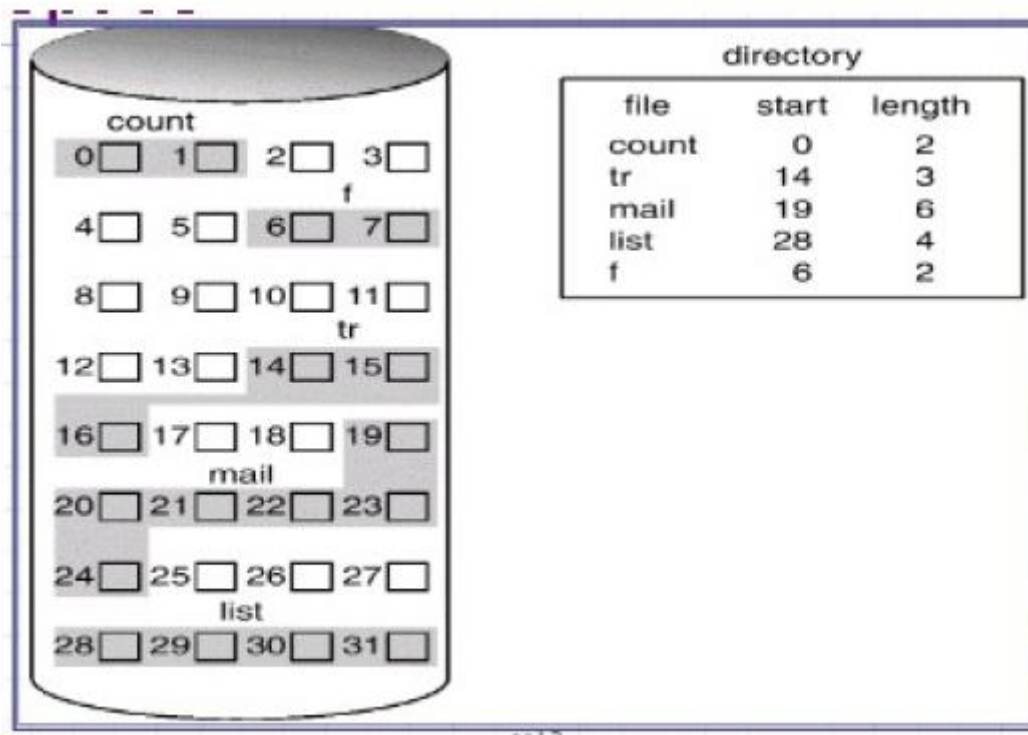 count
0 1 2 3
f
4 5 6 7
8 9 10 11
tr
12 13 14 15
16 17 18 19
mail
20 21 22 23
24 25 26 27
list
28 29 30 31
directory
file start length
count 0 2
tr 14 3
mail 19 6
list 28 4
f 6 2